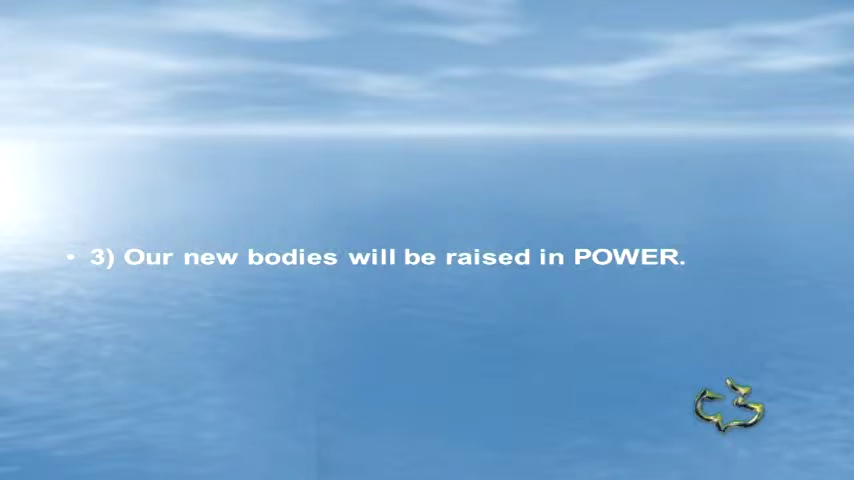 • 3) Our new bodies will be raised in POWER.